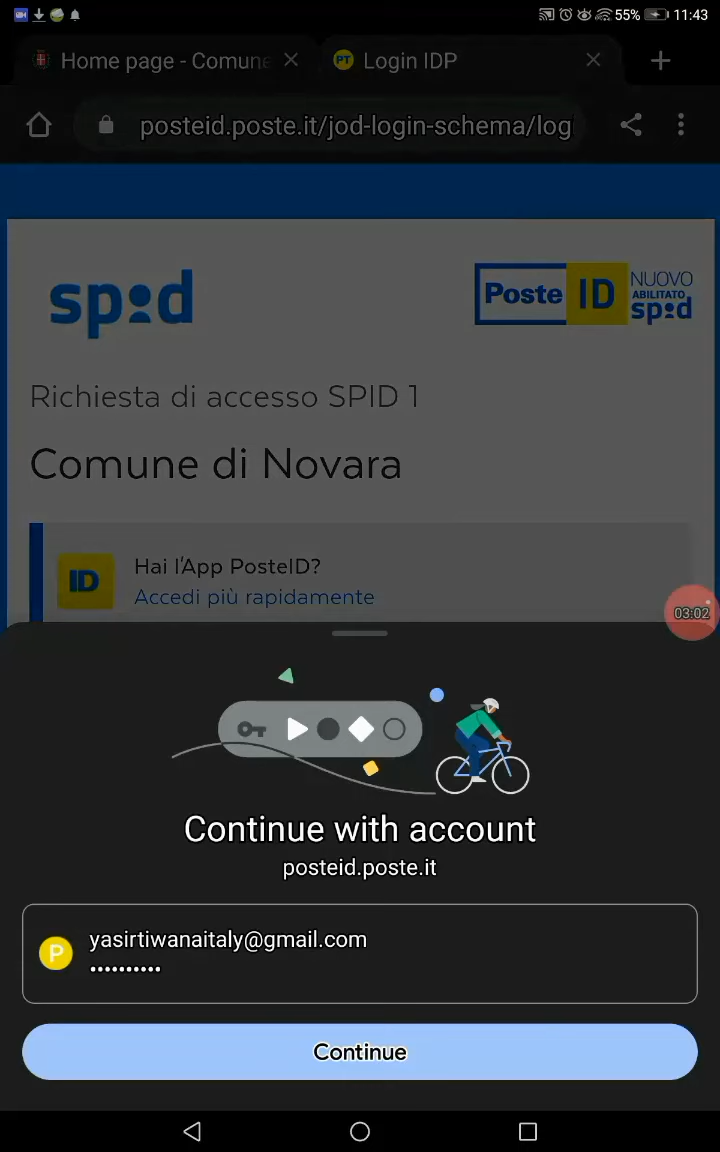 55% 11:43
Home page - Comune
PT Login IDP
posteid.poste.it/jod-login-schema/log
spid
Poste ID NUOVO
ABILITATO
spid
Richiesta di accesso SPID 1
Comune di Novara
ID
Hai l'App PosteID?
Accedi più rapidamente
03:02
Continue with account
posteid.poste.it
P
yasirtiwanaitaly@gmail.com
••••••••••
Continue